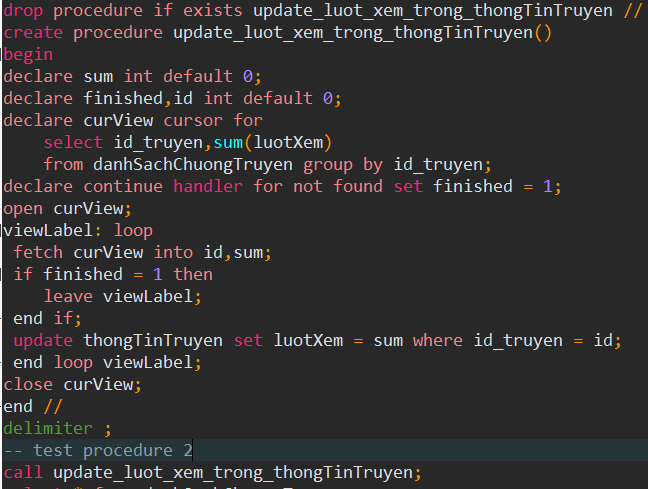 drop procedure if exists update_luot_xem_trong_thongTinTruyen //
create procedure update_luot_xem_trong_thongTinTruyen()
begin
declare sum int default 0;
declare finished,id int default 0;
declare curView cursor for
    select id_truyen,sum(luotXem)
    from danhSachChuongTruyen group by id_truyen;
declare continue handler for not found set finished = 1;
open curView;
viewLabel: loop
 fetch curView into id,sum;
 if finished = 1 then
    leave viewLabel;
 end if;
 update thongTinTruyen set luotXem = sum where id_truyen = id;
 end loop viewLabel;
close curView;
end //
delimiter ;
-- test procedure 2
call update_luot_xem_trong_thongTinTruyen;